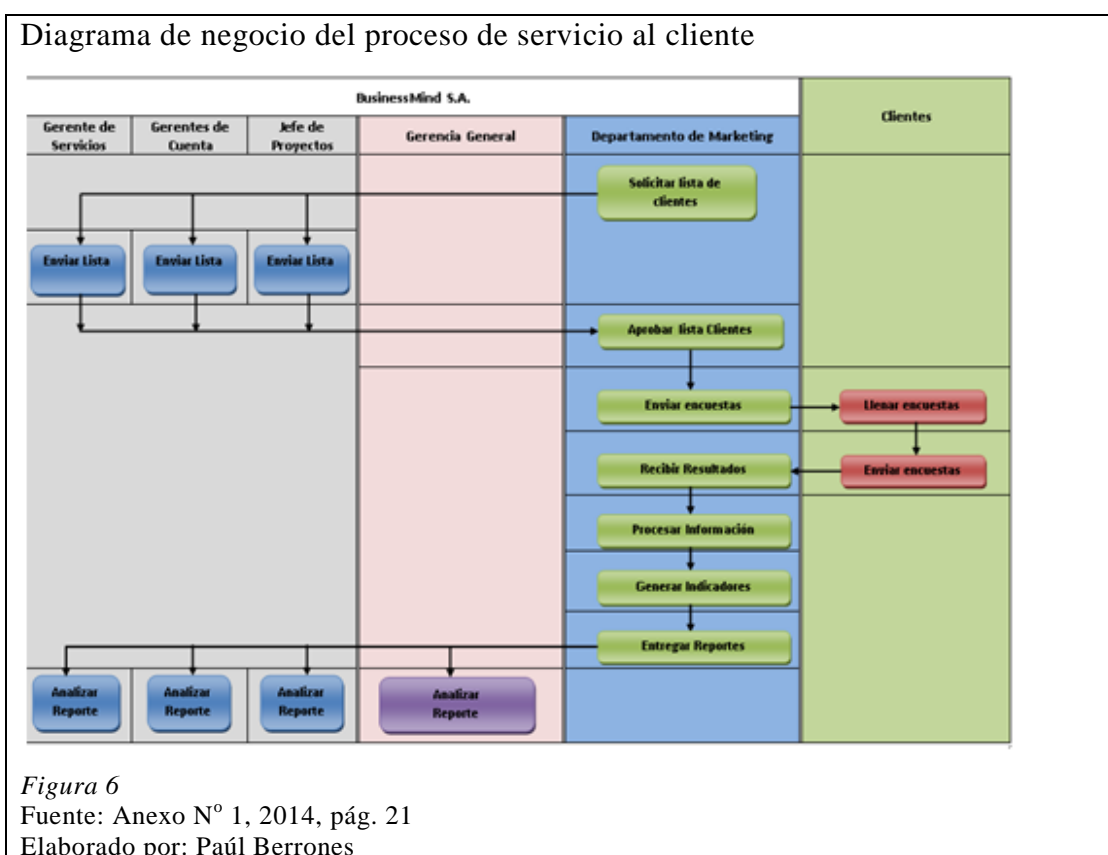 Diagrama de negocio del proceso de servicio al cliente
BusinessMind S.A.
Clientes
Gerente de
Servicios
Gerentes de
Cuenta
Jefe de
Proyectos
Gerencia General
Departamento de Marketing
Solicitar lista de
clientes
Enviar Lista
Enviar Lista
Enviar Lista
Aprobar lista Clientes
Enviar encuestas
Llenar encuestas
Recibir Resultados
Enviar encuestas
Procesar Información
Generar Indicadores
Entregar Reportes
Analizar
Reporte
Analizar
Reporte
Analizar
Reporte
Analizar
Reporte
Figura 6
Fuente: Anexo Nº 1, 2014, pág. 21
Elaborado por: Paúl Berrones